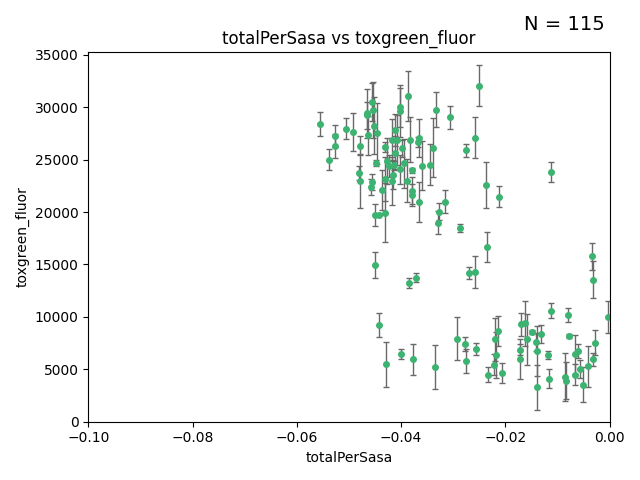 N = 115
totalPerSasa vs toxgreen_fluor
toxgreen_fluor
35000
30000
25000
20000
15000
10000
5000
0
−0.10 −0.08 −0.06 −0.04 −0.02 0.00
totalPerSasa